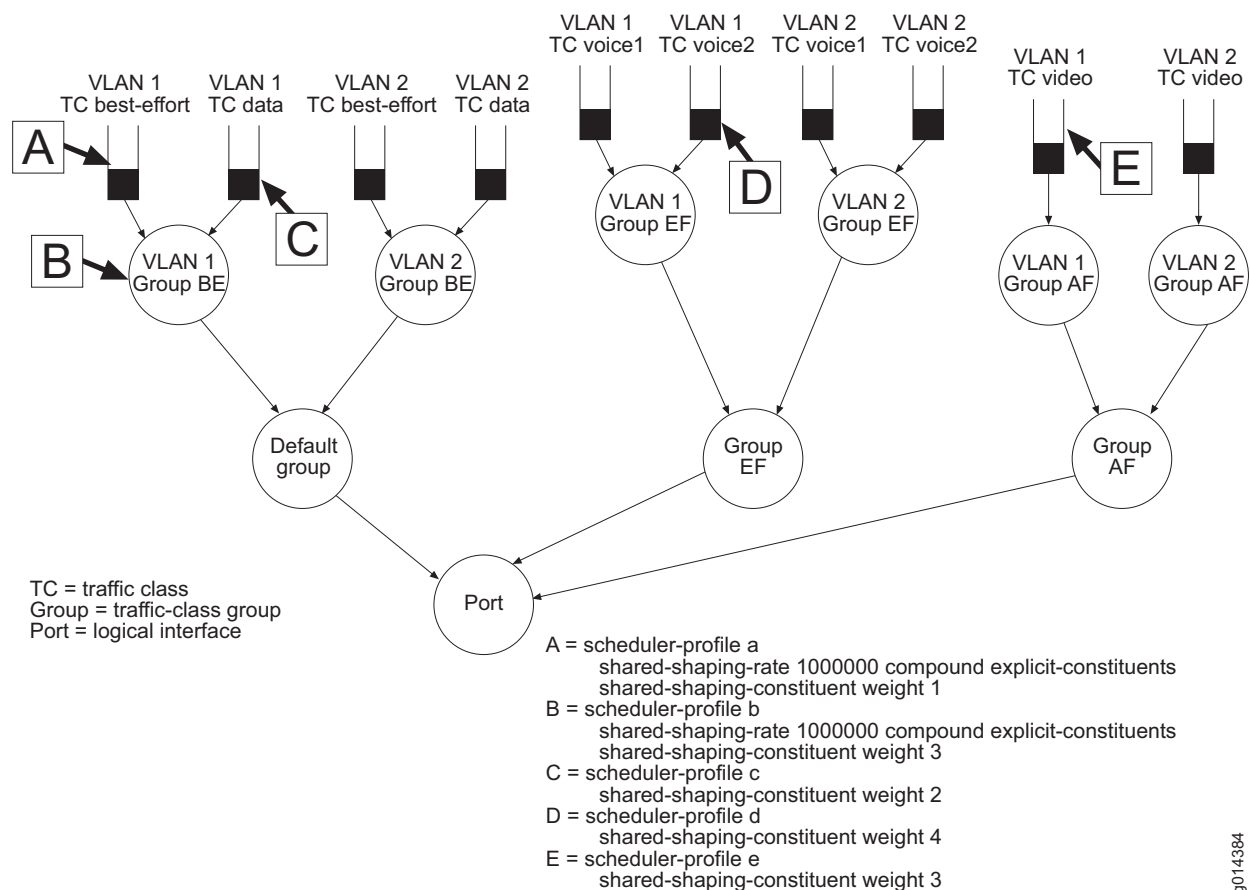 VLAN 1
TC voice1
VLAN 1
TC voice2
VLAN 2
TC voice1
VLAN 2
TC voice2
VLAN 1
TC video
VLAN 2
TC video
VLAN 1
TC best-effort
VLAN 1
TC data
VLAN 2
TC best-effort
VLAN 2
TC data
A
B
C
D
E
VLAN 1
Group BE
VLAN 2
Group BE
VLAN 1
Group EF
VLAN 2
Group EF
VLAN 1
Group AF
VLAN 2
Group AF
Default
group
Group
EF
Group
AF
Port
TC = traffic class
Group = traffic-class group
Port = logical interface
A = scheduler-profile a
shared-shaping-rate 1000000 compound explicit-constituents
shared-shaping-constituent weight 1
B = scheduler-profile b
shared-shaping-rate 1000000 compound explicit-constituents
shared-shaping-constituent weight 3
C = scheduler-profile c
shared-shaping-constituent weight 2
D = scheduler-profile d
shared-shaping-constituent weight 4
E = scheduler-profile e
shared-shaping-constituent weight 3
g014384